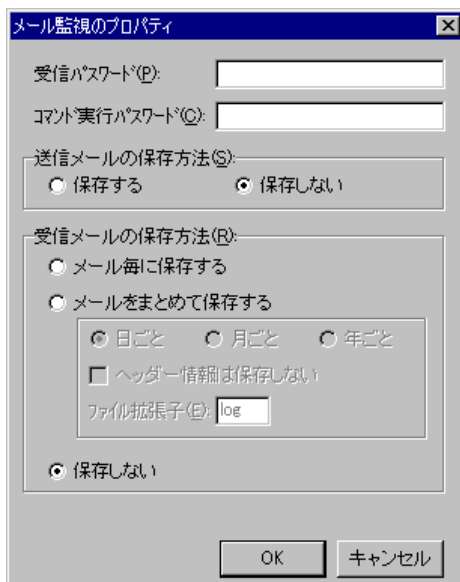 メール監視のプロパティ
受信ﾊﾟｽﾜｰﾄﾞ(P):
ｺﾏﾝﾄﾞ実行ﾊﾟｽﾜｰﾄﾞ(C):
送信メールの保存方法(S):
保存する 保存しない
受信メールの保存方法(R):
メール毎に保存する
メールをまとめて保存する
日ごと 月ごと 年ごと
ヘッダー情報は保存しない
ﾌｧｲﾙ拡張子(E): log
保存しない
OK キャンセル